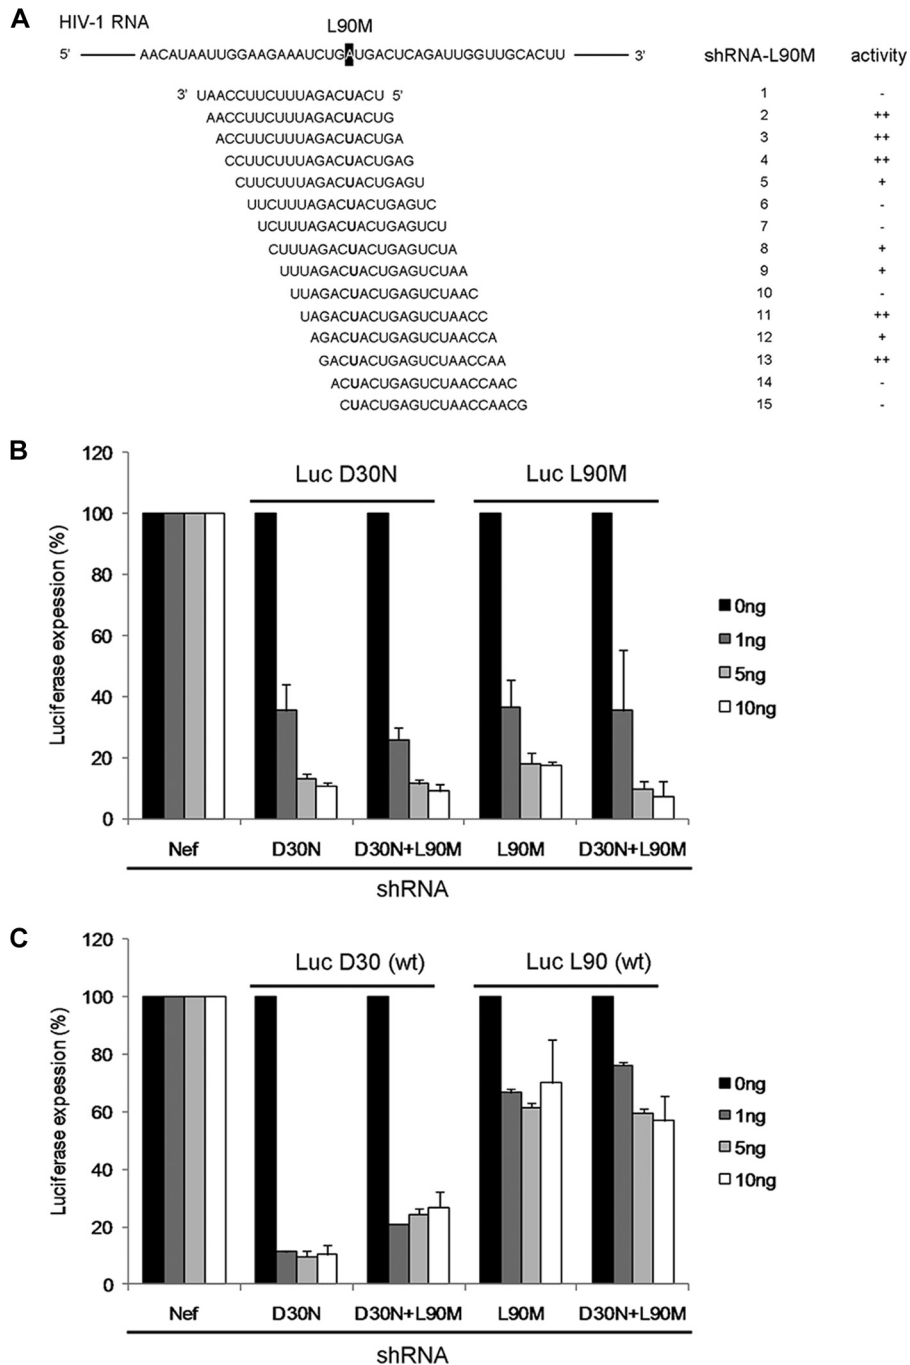 A
HIV-1 RNA
L90M
5' AACAUAAUUGGAAGAAAUCUGAUGACUCAGAUUGGUUGCACUU 3' shRNA-L90M activity
3' UAACCUUCUUUAGACUACU 5' 1 -
AACCUUCUUUAGACUACUG 2 ++
ACCUUCUUUAGACUACUGA 3 ++
CCUUCUUUAGACUACUGAG 4 ++
CUUCUUUAGACUACUGAGU 5 +
UUCUUUAGACUACUGAGUC 6 -
UCUUUAGACUACUGAGUCU 7 -
CUUUAGACUACUGAGUCUA 8 +
UUUAGACUACUGAGUCUAA 9 +
UUAGACUACUGAGUCUAAC 10 -
UAGACUACUGAGUCUAACC 11 ++
AGACUACUGAGUCUAACCA 12 +
GACUACUGAGUCUAACCAA 13 ++
ACUACUGAGUCUAACCAAC 14 -
CUACUGAGUCUAACCAACG 15 -
B
Luciferase expession (%)
120
100
80
60
40
20
0
Luc D30N Luc L90M
0ng
1ng
5ng
10ng
Nef D30N D30N+L90M L90M D30N+L90M
shRNA
C
Luciferase expession (%)
120
100
80
60
40
20
0
Luc D30 (wt) Luc L90 (wt)
0ng
1ng
5ng
10ng
Nef D30N D30N+L90M L90M D30N+L90M
shRNA